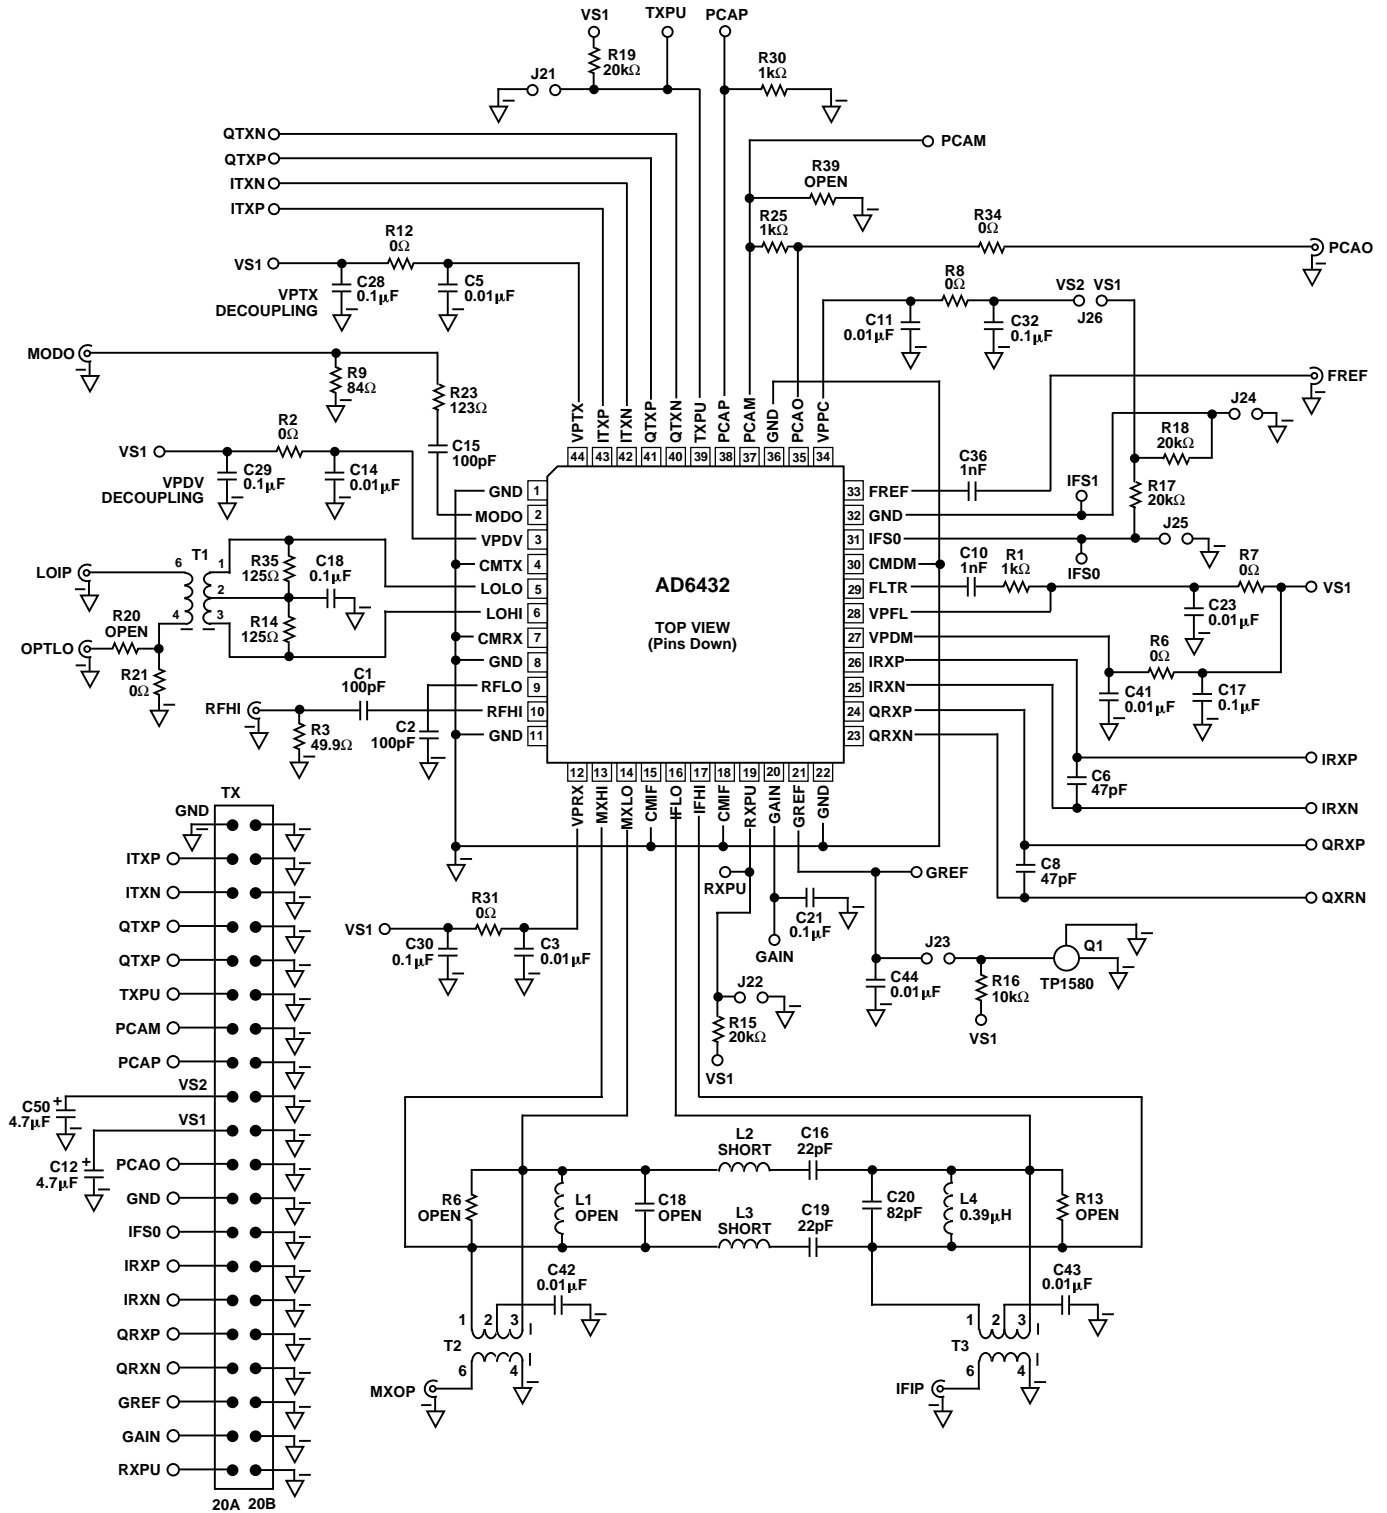 VS1
TXPU
PCAP
R19
20kΩ
J21
R30
1kΩ
QTXN
QTXP
ITXN
ITXP
PCAM
R39
OPEN
R25
1kΩ
R34
0Ω
PCAO
VS1
R12
0Ω
C28
0.1µF
C5
0.01µF
VPTX
DECOUPLING
C11
0.01µF
R8
0Ω
C32
0.1µF
VS2
VS1
J26
MODO
R9
84Ω
R23
123Ω
C15
100pF
FREF
J24
R18
20kΩ
R17
20kΩ
VS1
R2
0Ω
C29
0.1µF
C14
0.01µF
VPDV
DECOUPLING
VPTX
ITXP
ITXN
QTXP
QTXN
TXPU
PCAP
PCAM
GND
PCAO
VPPC
44
43
42
41
40
39
38
37
36
35
34
C36
1nF
IFS1
J25
IFS0
GND 1
MODO 2
VPDV 3
CMTX 4
LOLO 5
LOHI 6
CMRX 7
GND 8
RFLO 9
RFHI 10
GND 11
AD6432
TOP VIEW
(Pins Down)
33 FREF
32 GND
31 IFS0
30 CMDM
29 FLTR
28 VPFL
27 VPDM
26 IRXP
25 IRXN
24 QRXP
23 QRXN
C10
1nF
R1
1kΩ
R7
0Ω
VS1
C23
0.01µF
R6
0Ω
C41
0.01µF
C17
0.1µF
LOIP
T1
6
4
1
2
3
R35
125Ω
C18
0.1µF
R14
125Ω
R20
OPEN
OPTLO
R21
0Ω
RFHI
R3
49.9Ω
C1
100pF
C2
100pF
IRXP
C6
47pF
IRXN
QRXP
C8
47pF
QXRN
12
13
14
15
16
17
18
19
20
21
22
VPRX
MXHI
MXLO
CMIF
IFLO
IFHI
CMIF
RXPU
GAIN
GREF
GND
RXPU
GREF
C21
0.1µF
GAIN
VS1
R31
0Ω
C30
0.1µF
C3
0.01µF
J22
R15
20kΩ
VS1
C44
0.01µF
J23
R16
10kΩ
VS1
Q1
TP1580
TX
GND
ITXP
ITXN
QTXP
QTXP
TXPU
PCAM
PCAP
VS2
C50
+
4.7µF
VS1
C12
+
4.7µF
PCAO
GND
IFS0
IRXP
IRXN
QRXP
QRXN
GREF
GAIN
RXPU
20A 20B
L2
SHORT
C16
22pF
R6
OPEN
L1
OPEN
C18
OPEN
L3
SHORT
C19
22pF
C20
82pF
L4
0.39µH
R13
OPEN
C42
0.01µF
C43
0.01µF
1 2 3
T2
6 4
MXOP
1 2 3
T3
6 4
IFIP